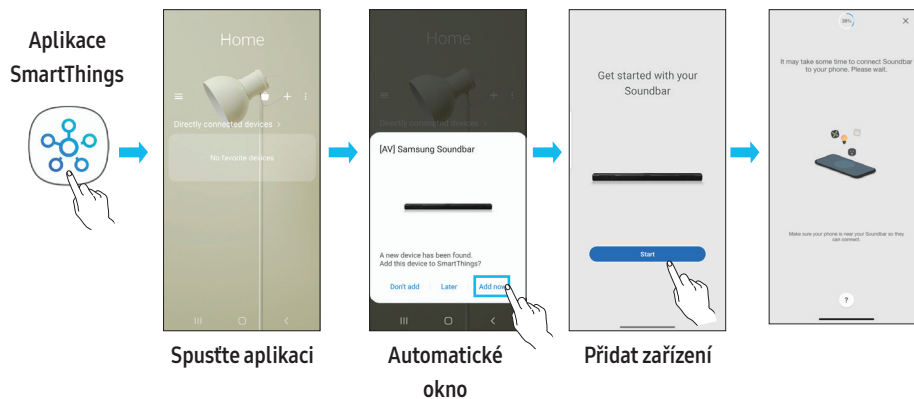 Aplikace
SmartThings
Home
Directly connected devices >
No favorite devices
Spusťte aplikaci
Home
Directly connected devices >
[AV] Samsung Soundbar
A new device has been found.
Add this device to SmartThings?
Don't add
Later
Add now
Automatické
okno
Get started with your
Soundbar
Start
Přidat zařízení
38%
It may take some time to connect Soundbar
to your phone. Please wait.
Make sure your phone is near your Soundbar so they
can connect.
?